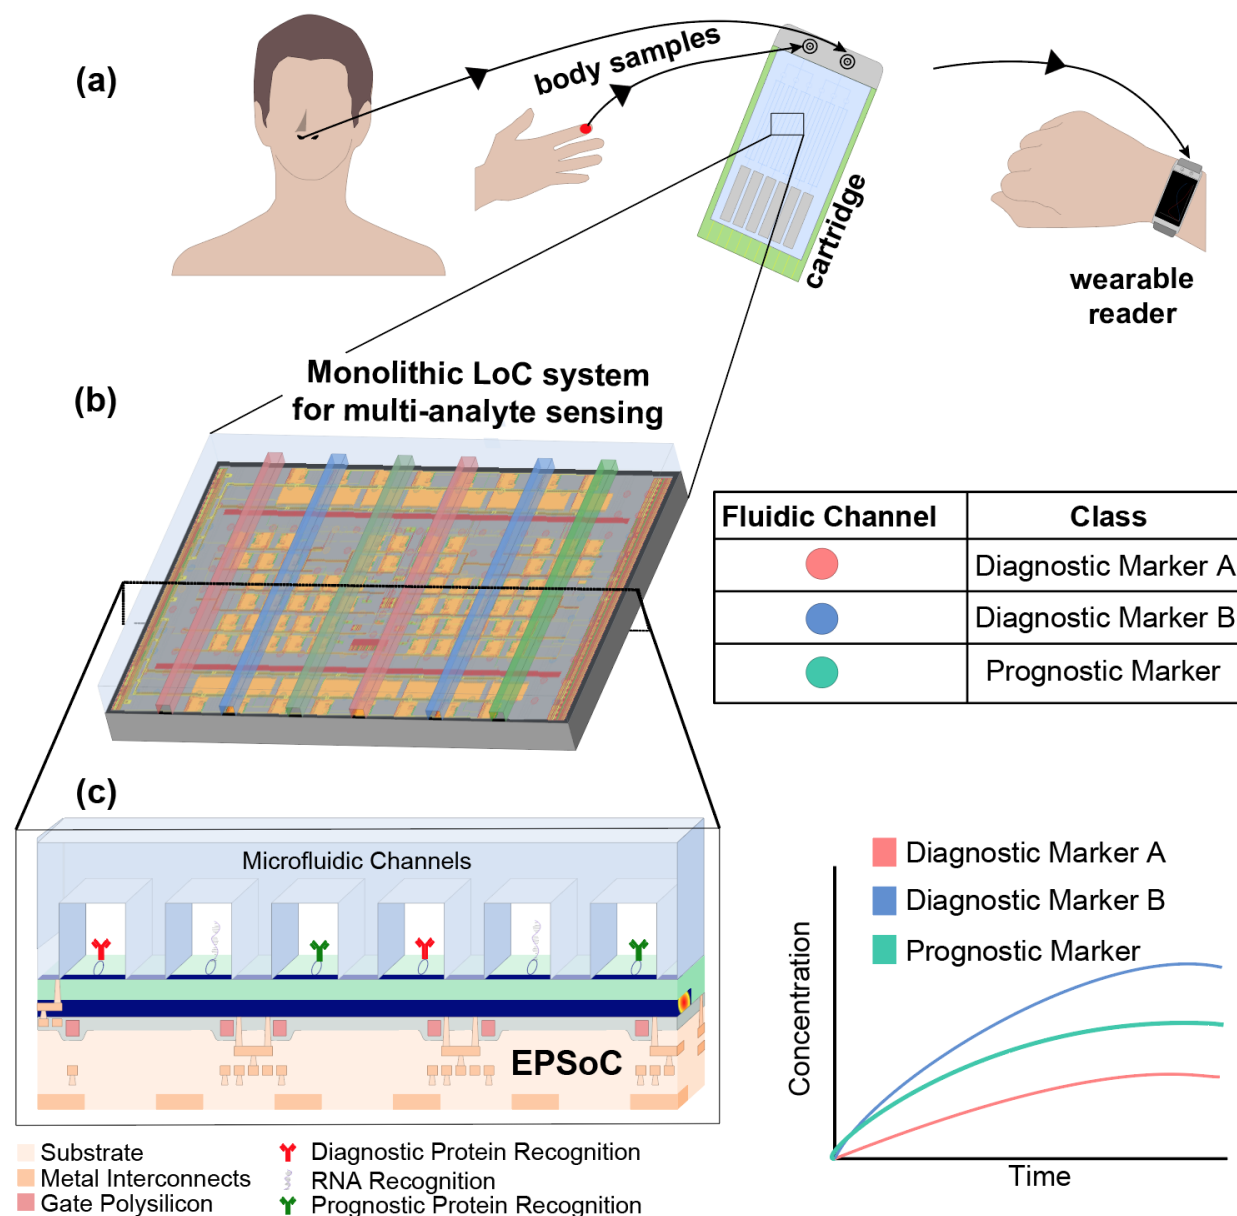 (a)
body samples
cartridge
wearable
reader
(b)
Monolithic LoC system
for multi-analyte sensing
Fluidic Channel Class
Diagnostic Marker A
Diagnostic Marker B
Prognostic Marker
(c)
Microfluidic Channels
EPSoC
Substrate
Metal Interconnects
Gate Polysilicon
Diagnostic Protein Recognition
RNA Recognition
Prognostic Protein Recognition
Diagnostic Marker A
Diagnostic Marker B
Prognostic Marker
Concentration
Time